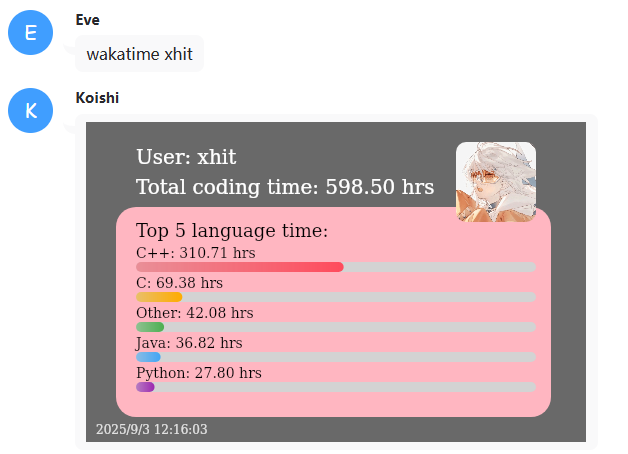 E
Eve
wakatime xhit
K
Koishi
User: xhit
Total coding time: 598.50 hrs
Top 5 language time:
C++: 310.71 hrs
C: 69.38 hrs
Other: 42.08 hrs
Java: 36.82 hrs
Python: 27.80 hrs
2025/9/3 12:16:03